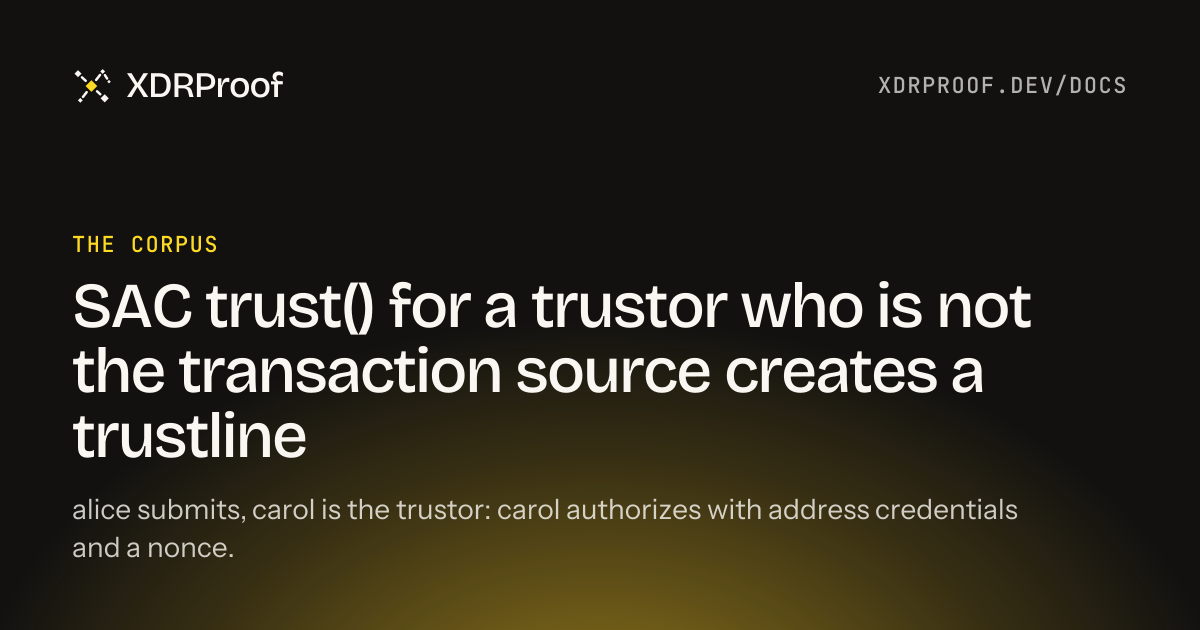 XDRProof
XDRPROOF.DEV/DOCS
THE CORPUS
SAC trust() for a trustor who is not
the transaction source creates a
trustline
alice submits, carol is the trustor: carol authorizes with address credentials
and a nonce.